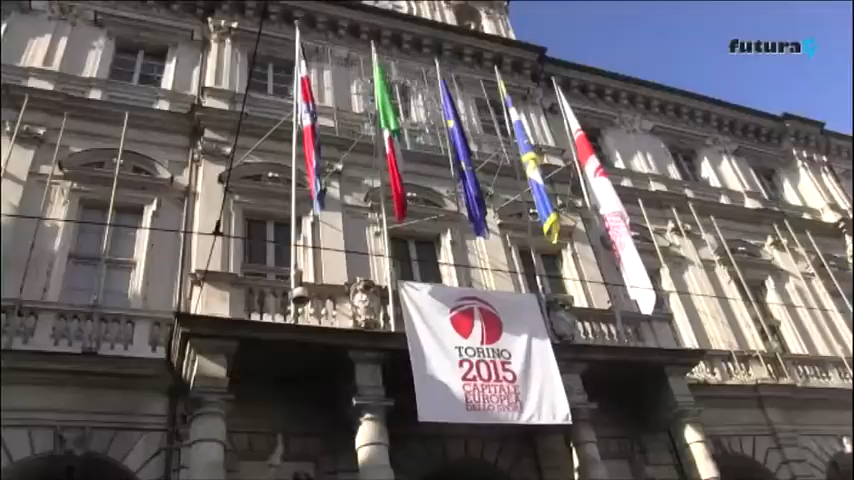 futura
TORINO
2015
CAPITALE
EUROPEA
DELLO SPORT